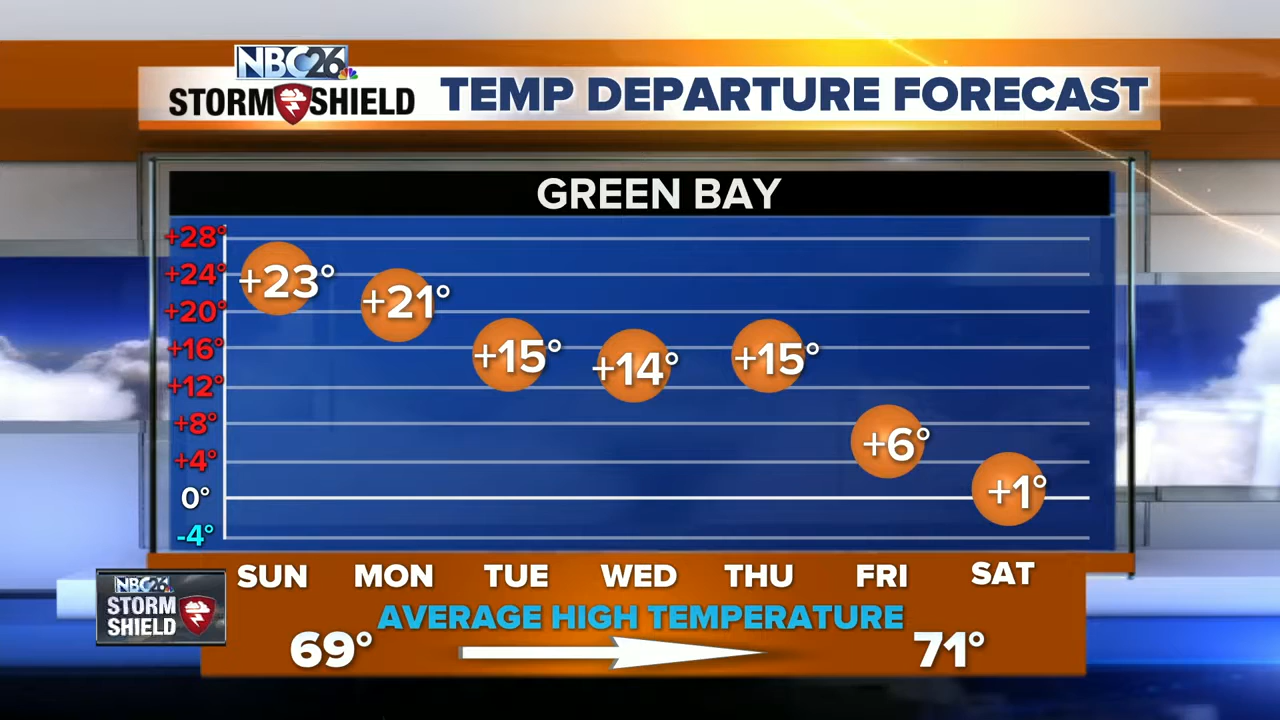 NBC26
STORM SHIELD
TEMP DEPARTURE FORECAST
GREEN BAY
+28°
+24°
+20°
+16°
+12°
+8°
+4°
0°
-4°
+23°
+21°
+15°
+14°
+15°
+6°
+1°
SUN MON TUE WED THU FRI SAT
NBC26
STORM
SHIELD
AVERAGE HIGH TEMPERATURE
69° 71°